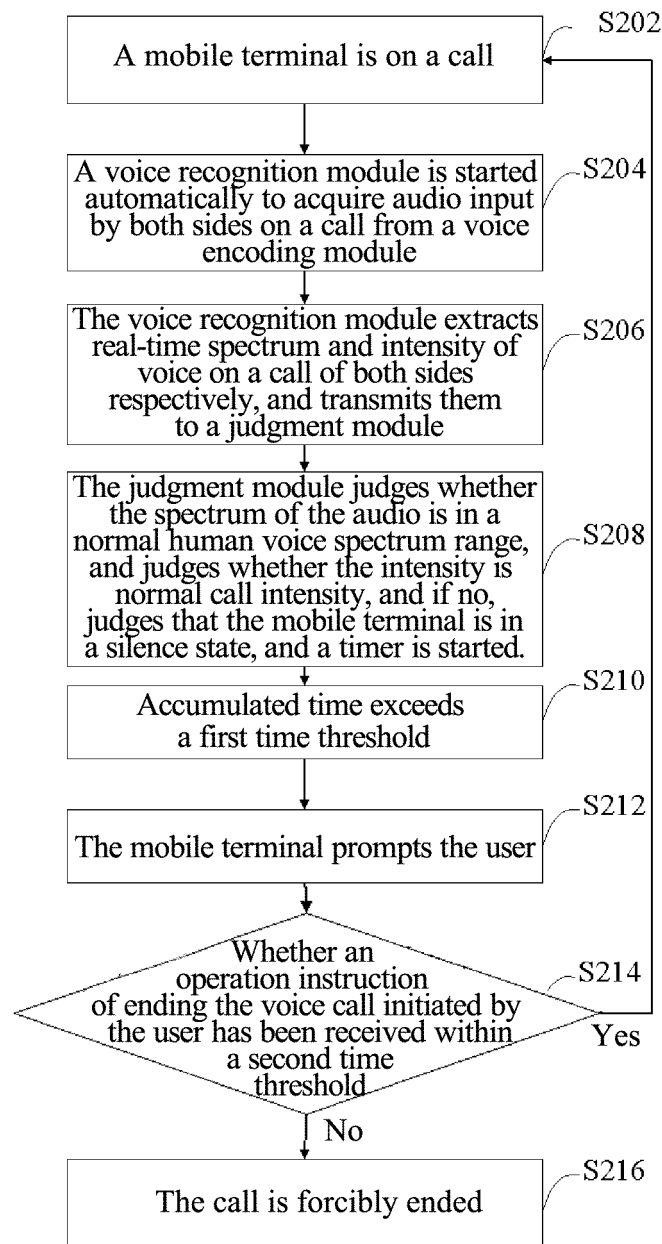 S202
A mobile terminal is on a call
S204
A voice recognition module is started
automatically to acquire audio input
by both sides on a call from a voice
encoding module
S206
The voice recognition module extracts
real-time spectrum and intensity of
voice on a call of both sides
respectively, and transmits them
to a judgment module
S208
The judgment module judges whether
the spectrum of the audio is in a
normal human voice spectrum range,
and judges whether the intensity is
normal call intensity, and if no,
judges that the mobile terminal is in
a silence state, and a timer is started.
S210
Accumulated time exceeds
a first time threshold
S212
The mobile terminal prompts the user
S214
Whether an
operation instruction
of ending the voice call initiated by
the user has been received within
a second time
threshold
Yes
No
S216
The call is forcibly ended